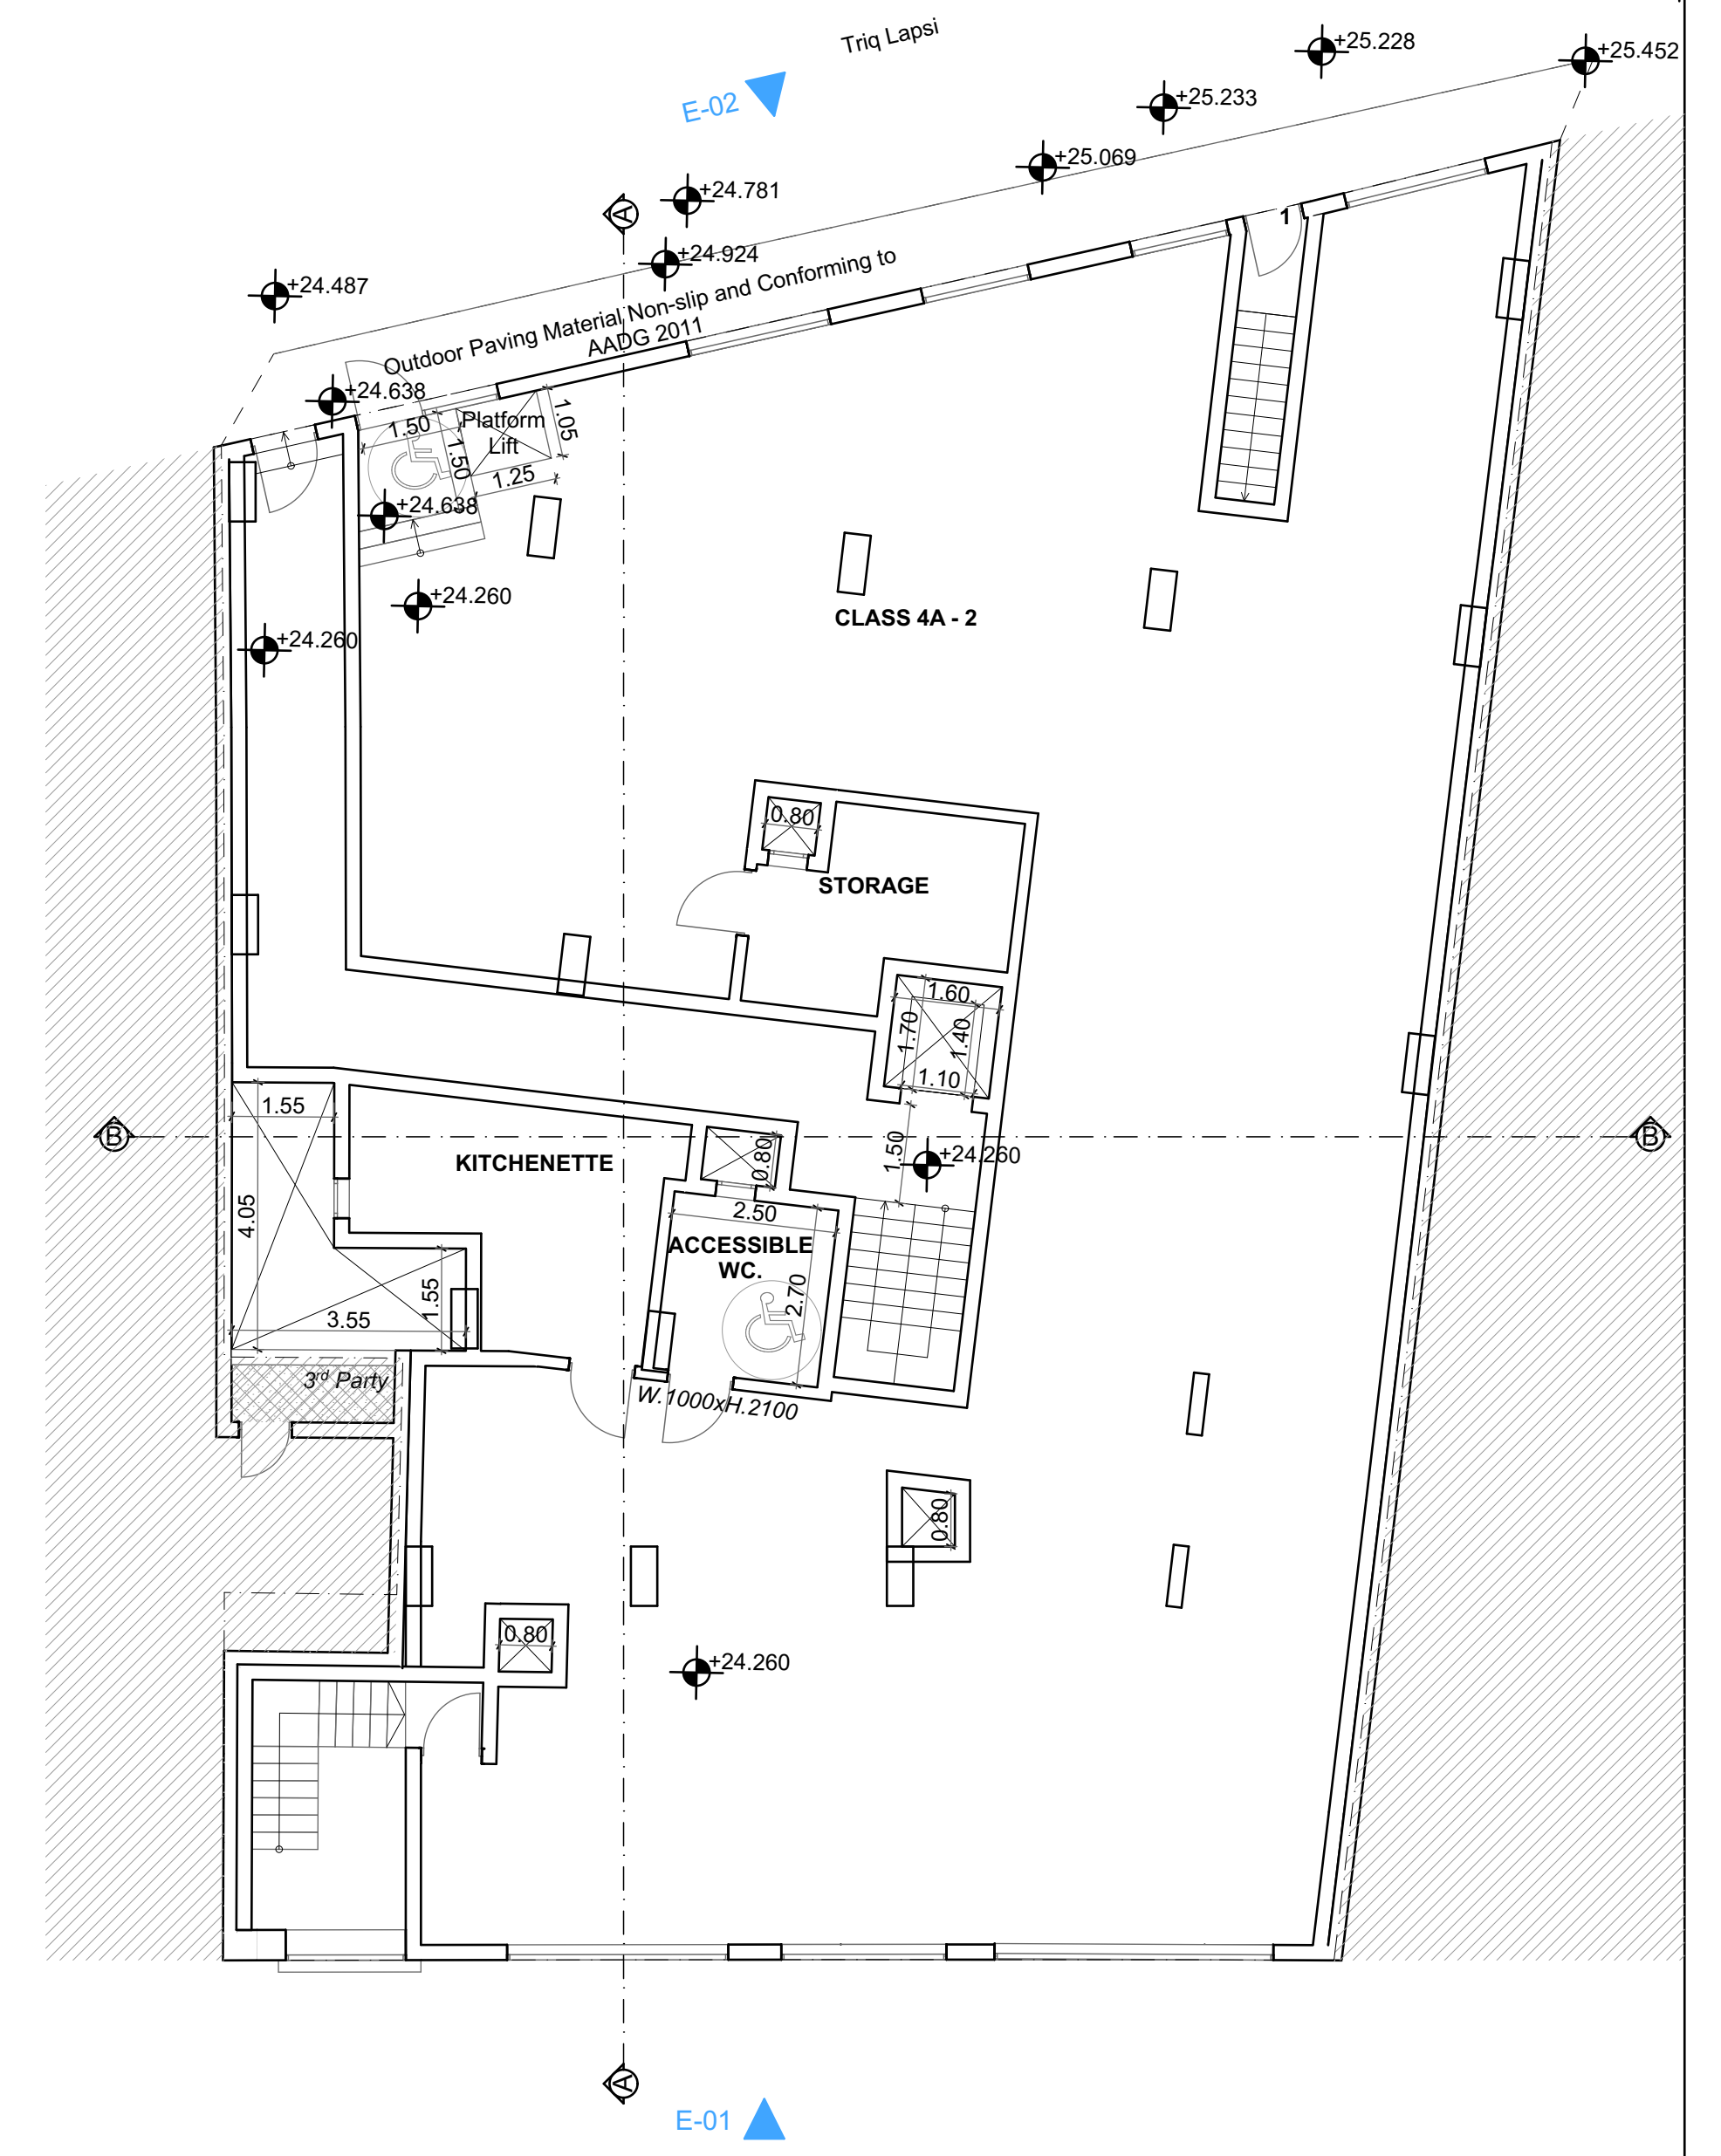 Triq Lapsi
+25.228
+25.452
E-02
+25.233
+25.069
+24.781
A
1
+24.924
+24.487
Outdoor Paving Material Non-slip and Conforming to
AADG 2011
+24.638
1.50
Platform
Lift
1.05
1.50
1.25
+24.638
+24.260
CLASS 4A - 2
+24.260
0.80
STORAGE
1.60
1.70
1.40
1.10
1.55
B
B
KITCHENETTE
0.80
1.50
+24.260
4.05
2.50
ACCESSIBLE
WC.
2.70
1.55
3.55
3rd Party
W.1000xH.2100
0.80
0.80
+24.260
A
E-01